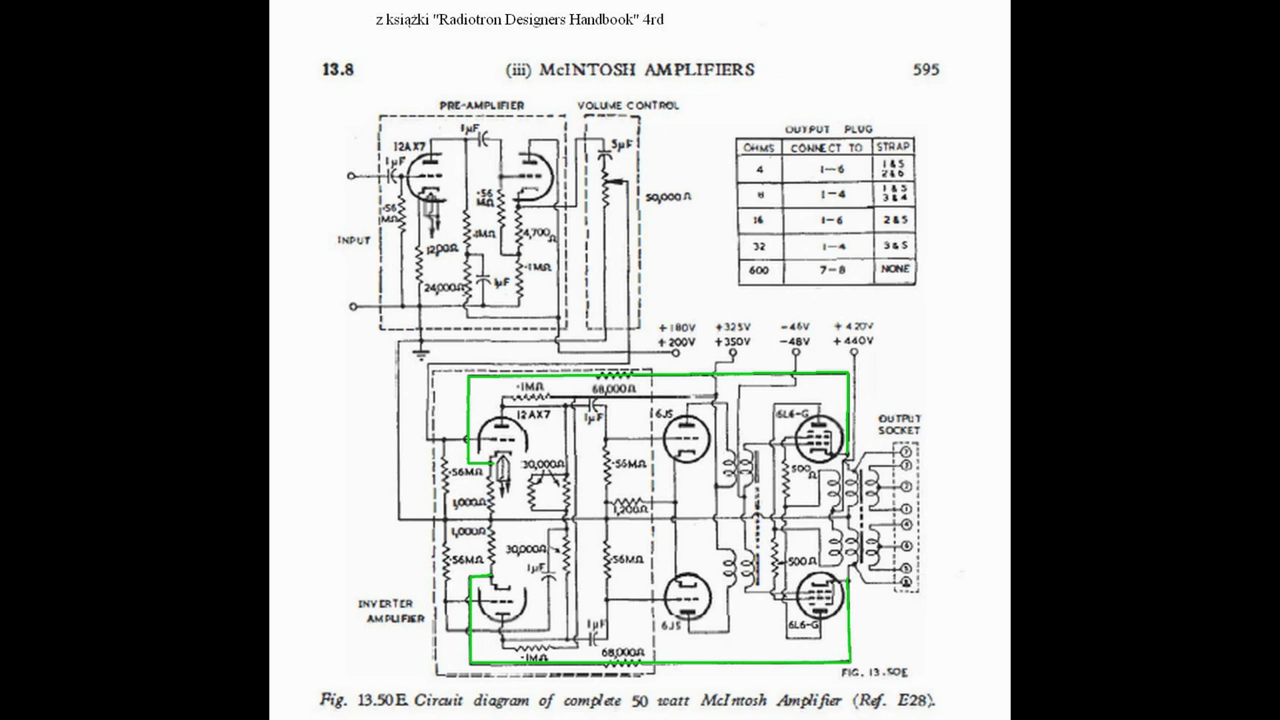 z książki "Radiotron Designers Handbook" 4rd
13.8 (iii) McINTOSH AMPLIFIERS 595
PRE-AMPLIFIER VOLUME CONTROL
OUTPUT PLUG
OHMS CONNECT TO STRAP
4 1—6 1 & 5 2 & 6
8 1—4 1 & 5 3 & 4
16 1—6 2 & 5
32 1—4 3 & 5
600 7—8 NONE
1µF
12AX7
5µF
1µF
.56 MΩ
.56 MΩ
50,000Ω
INPUT
4,700Ω
.1MΩ
1200Ω
.1MΩ
24,000Ω
.1µF
+180V +325V −46V +420V
+200V +350V −48V +440V
.1MΩ
68,000Ω
12AX7
.1µF
6J5
6L6-G
OUTPUT
SOCKET
.56MΩ
30,000Ω
.56MΩ
500Ω
1,000Ω
1,200Ω
1,000Ω
.56MΩ
30,000Ω
.56MΩ
500Ω
.1µF
INVERTER
AMPLIFIER
.1µF
6J5
6L6-G
.1MΩ
68,000Ω
FIG. 13.50E
Fig. 13.50E. Circuit diagram of complete 50 watt McIntosh Amplifier (Ref. E28).